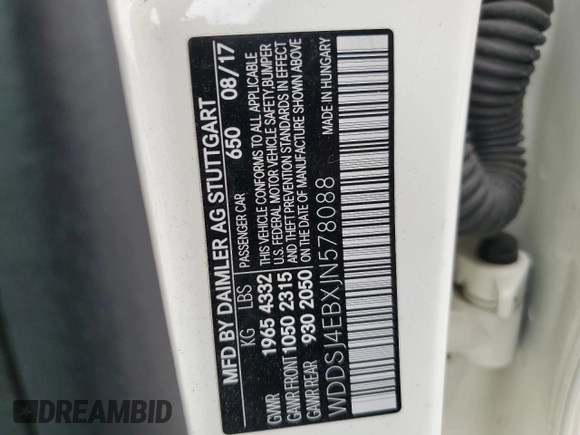 MFD BY DAIMLER AG STUTTGART
650 08/17
PASSENGER CAR
KG LBS
GVWR 1965 4332
GAWR FRONT 1050 2315
GAWR REAR 930 2050
THIS VEHICLE CONFORMS TO ALL APPLICABLE
U.S. FEDERAL MOTOR VEHICLE SAFETY,BUMPER
AND THEFT PREVENTION STANDARDS IN EFFECT
ON THE DATE OF MANUFACTURE SHOWN ABOVE
WDDSJ4EBXJN578088
MADE IN HUNGARY
DREAMBID